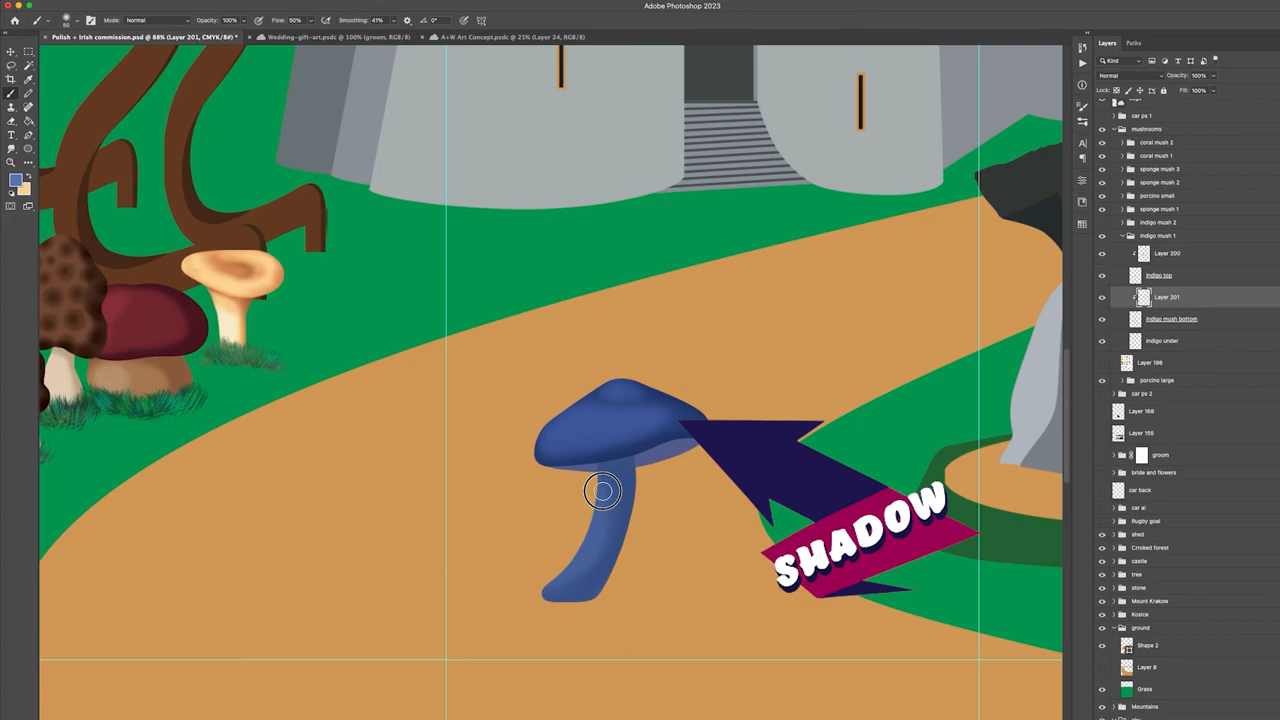 Adobe Photoshop 2023
Mode: Normal Opacity: 100% Flow: 50% Smoothing: 41% 0°
50
Polish + Irish commission.psd @ 88% (Layer 201, CMYK/8#) *
Wedding-gift-art.psdc @ 100% (groom, RGB/8)
A+W Art Concept.psdc @ 25% (Layer 24, RGB/8)
Layers Paths
Kind
Normal Opacity: 100%
Lock: Fill: 100%
car ps 1
mushrooms
coral mush 2
coral mush 1
sponge mush 3
sponge mush 2
porcino small
sponge mush 1
indigo mush 2
indigo mush 1
Layer 200
Indigo top
Layer 201
Indigo mush bottom
Indigo under
Layer 186
porcino large
car ps 2
Layer 168
Layer 155
groom
bride and flowers
car back
car ai
Rugby goal
shed
Crroked forest
castle
tree
stone
Mount Krakow
Kosice
ground
Shape 2
Layer 8
Grass
Mountains
SHADOW